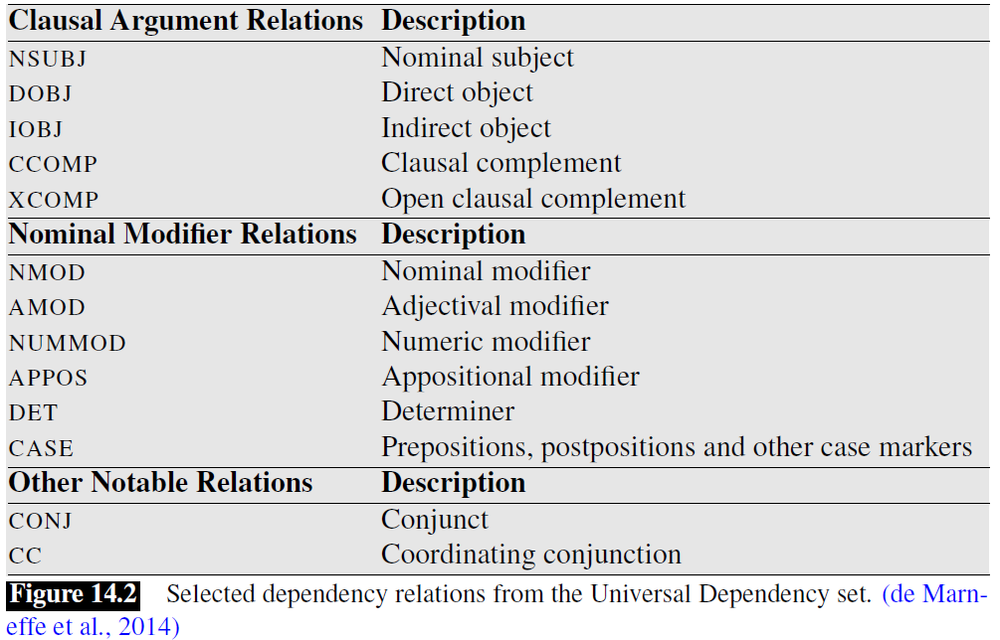 Clausal Argument Relations Description
NSUBJ Nominal subject
DOBJ Direct object
IOBJ Indirect object
CCOMP Clausal complement
XCOMP Open clausal complement
Nominal Modifier Relations Description
NMOD Nominal modifier
AMOD Adjectival modifier
NUMMOD Numeric modifier
APPOS Appositional modifier
DET Determiner
CASE Prepositions, postpositions and other case markers
Other Notable Relations Description
CONJ Conjunct
CC Coordinating conjunction
Figure 14.2 Selected dependency relations from the Universal Dependency set. (de Marn-
effe et al., 2014)